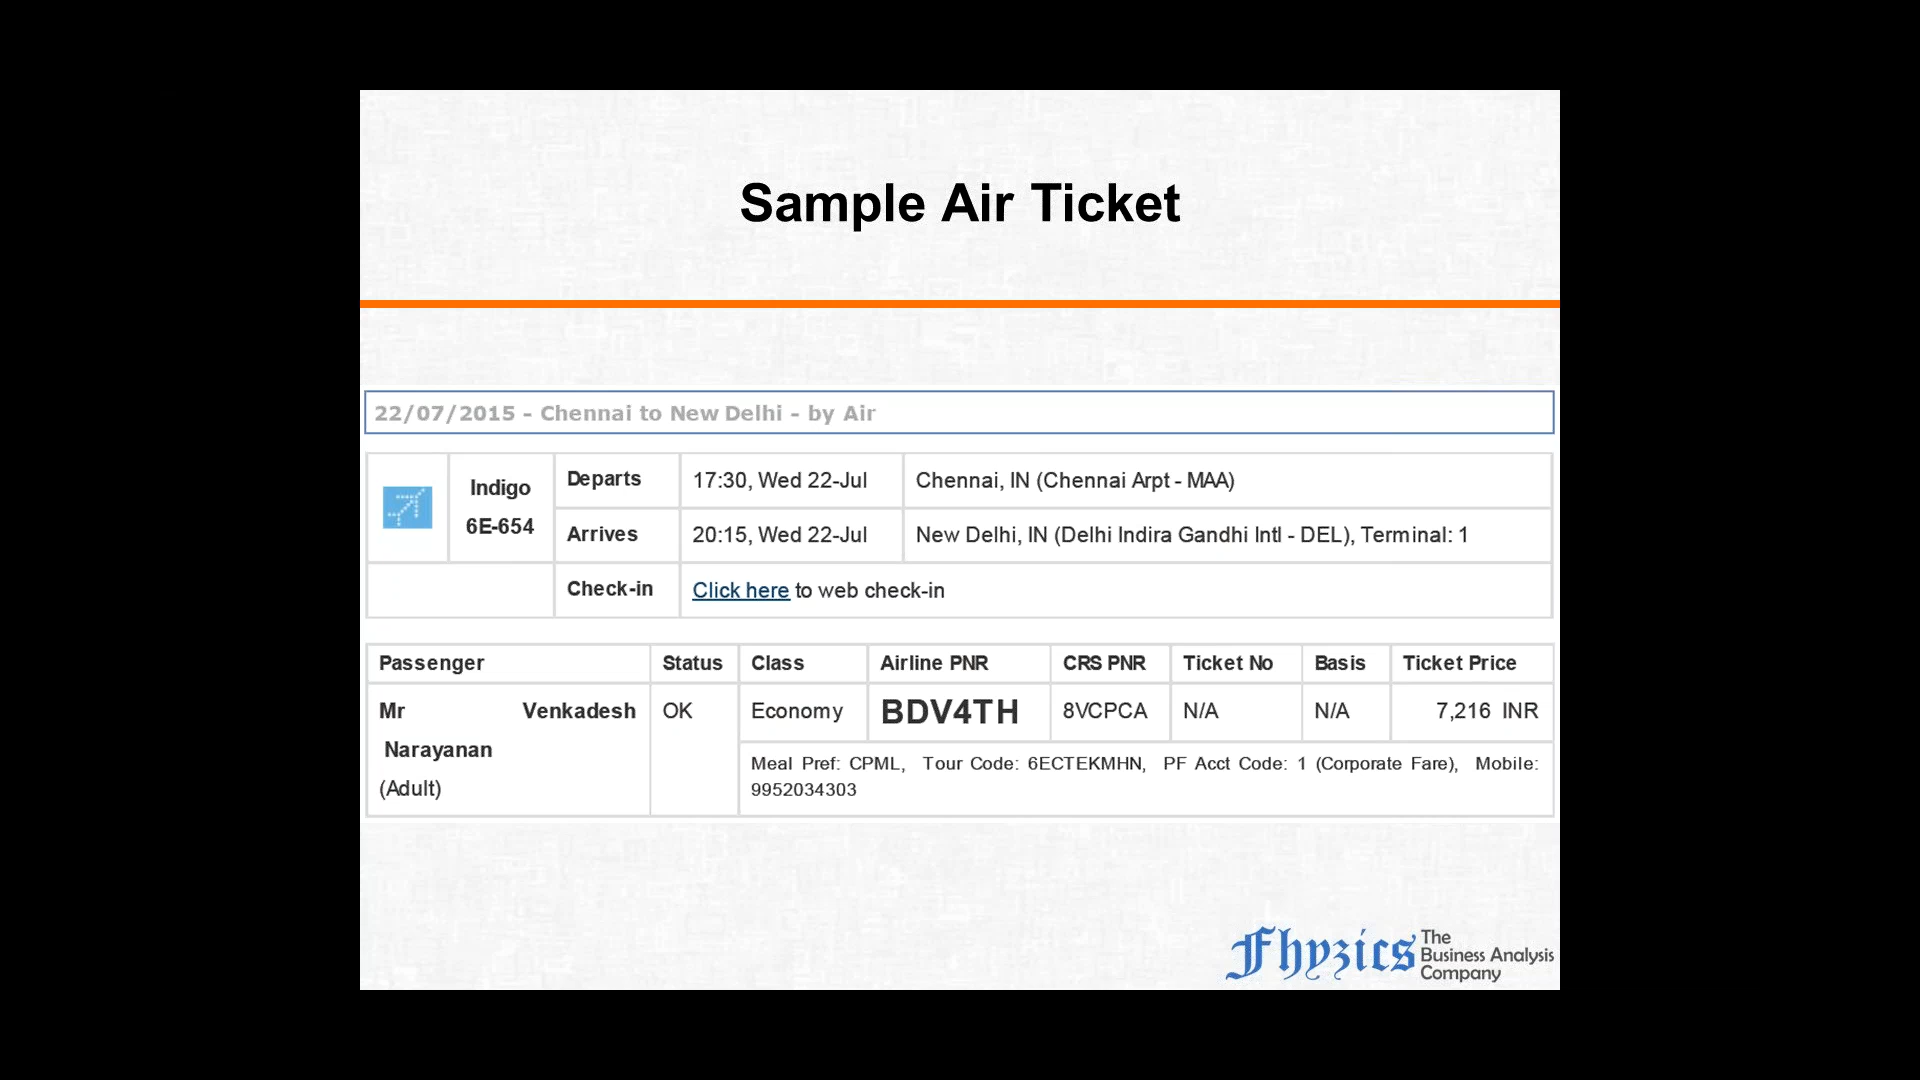 Sample Air Ticket
22/07/2015 - Chennai to New Delhi - by Air
Indigo
6E-654
Departs
17:30, Wed 22-Jul
Chennai, IN (Chennai Arpt - MAA)
Arrives
20:15, Wed 22-Jul
New Delhi, IN (Delhi Indira Gandhi Intl - DEL), Terminal: 1
Check-in
Click here to web check-in
Passenger
Status
Class
Airline PNR
CRS PNR
Ticket No
Basis
Ticket Price
Mr Venkadesh
Narayanan
(Adult)
OK
Economy
BDV4TH
8VCPCA
N/A
N/A
7,216 INR
Meal Pref: CPML, Tour Code: 6ECTEKMHN, PF Acct Code: 1 (Corporate Fare), Mobile:
9952034303
Fhyzics
The
Business Analysis
Company